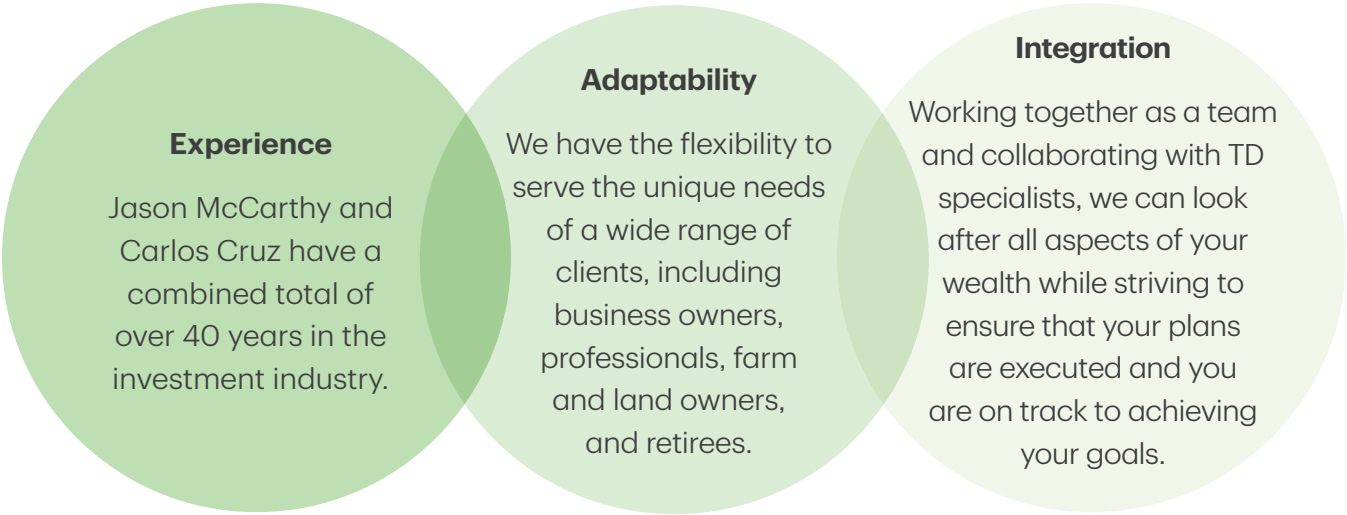 Experience
Jason McCarthy and
Carlos Cruz have a
combined total of
over 40 years in the
investment industry.
Adaptability
We have the flexibility to
serve the unique needs
of a wide range of
clients, including
business owners,
professionals, farm
and land owners,
and retirees.
Integration
Working together as a team
and collaborating with TD
specialists, we can look
after all aspects of your
wealth while striving to
ensure that your plans
are executed and you
are on track to achieving
your goals.